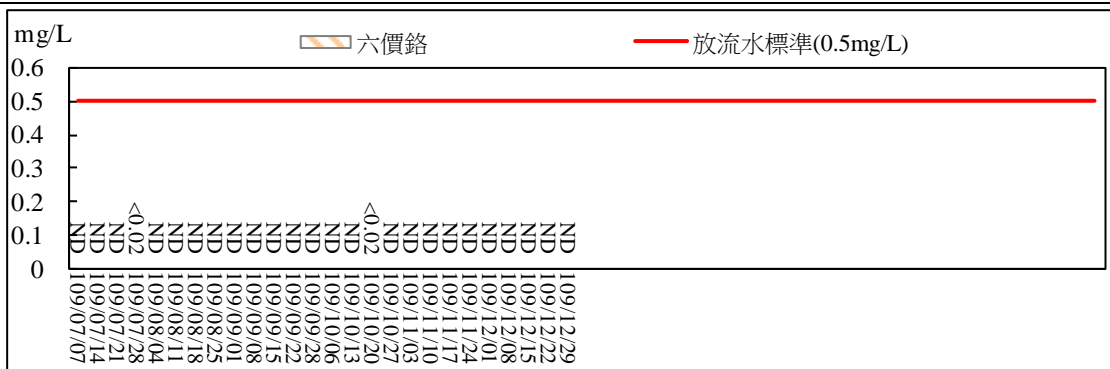 mg/L
六價鉻
放流水標準(0.5mg/L)
0.6
0.5
0.4
0.3
0.2
0.1
0
ND
ND
ND
<0.02
ND
ND
ND
ND
ND
ND
ND
ND
ND
ND
ND
<0.02
ND
ND
ND
ND
ND
ND
ND
ND
ND
ND
109/07/07
109/07/14
109/07/21
109/07/28
109/08/04
109/08/11
109/08/18
109/08/25
109/09/01
109/09/08
109/09/15
109/09/22
109/09/28
109/10/06
109/10/13
109/10/20
109/10/27
109/11/03
109/11/10
109/11/17
109/11/24
109/12/01
109/12/08
109/12/15
109/12/22
109/12/29